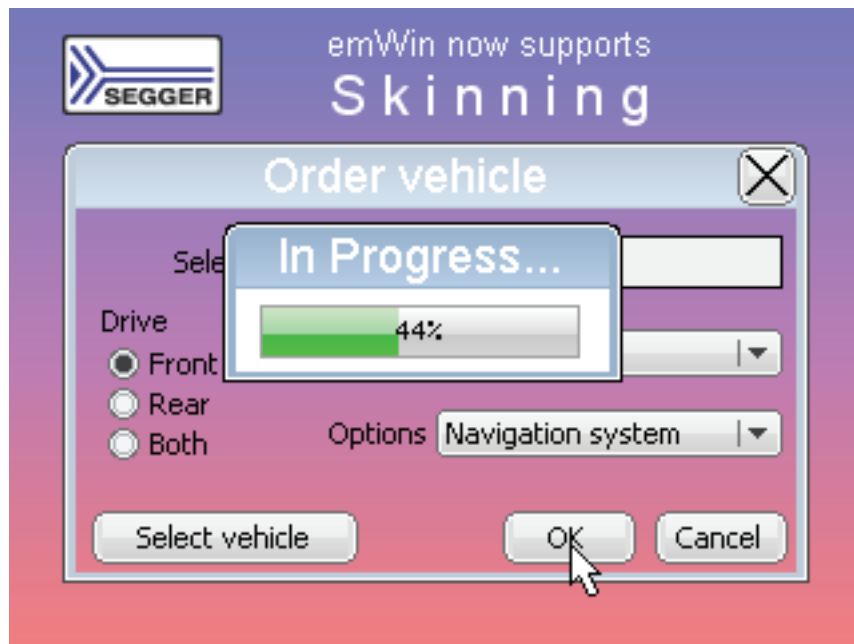 SEGGER
emWin now supports
Skinning
Order vehicle
In Progress...
44%
Drive
Front
Rear
Both
Options Navigation system
Select vehicle
OK
Cancel